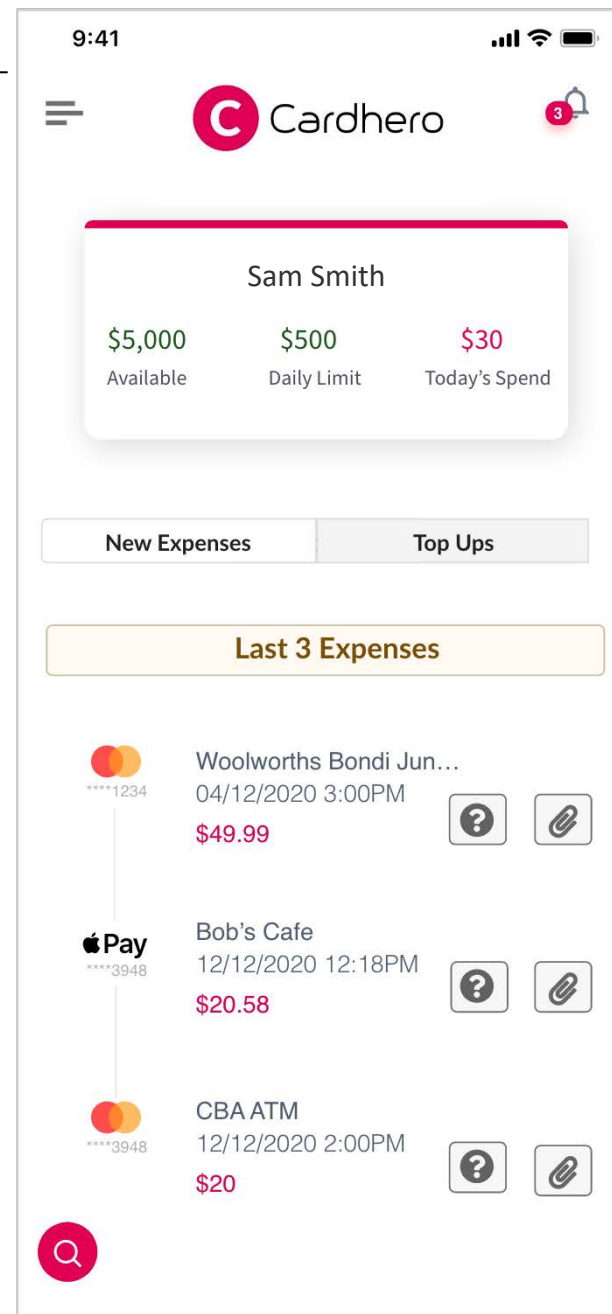 9:41
C Cardhero
3
Sam Smith
$5,000 $500 $30
Available Daily Limit Today's Spend
New Expenses Top Ups
Last 3 Expenses
Woolworths Bondi Jun...
****1234
04/12/2020 3:00PM
$49.99
Bob's Cafe
Pay
12/12/2020 12:18PM
****3948
$20.58
CBA ATM
12/12/2020 2:00PM
****3948
$20